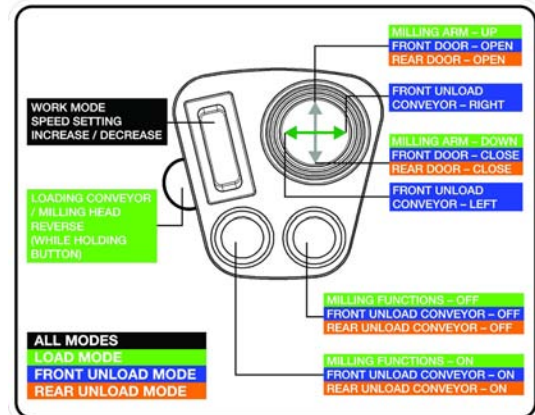 MILLING ARM – UP
FRONT DOOR – OPEN
REAR DOOR – OPEN
WORK MODE
SPEED SETTING
INCREASE / DECREASE
FRONT UNLOAD
CONVEYOR – RIGHT
MILLING ARM – DOWN
FRONT DOOR – CLOSE
REAR DOOR – CLOSE
LOADING CONVEYOR
/ MILLING HEAD
REVERSE
(WHILE HOLDING
BUTTON)
FRONT UNLOAD
CONVEYOR – LEFT
MILLING FUNCTIONS – OFF
FRONT UNLOAD CONVEYOR – OFF
REAR UNLOAD CONVEYOR – OFF
ALL MODES
LOAD MODE
FRONT UNLOAD MODE
REAR UNLOAD MODE
MILLING FUNCTIONS – ON
FRONT UNLOAD CONVEYOR – ON
REAR UNLOAD CONVEYOR – ON